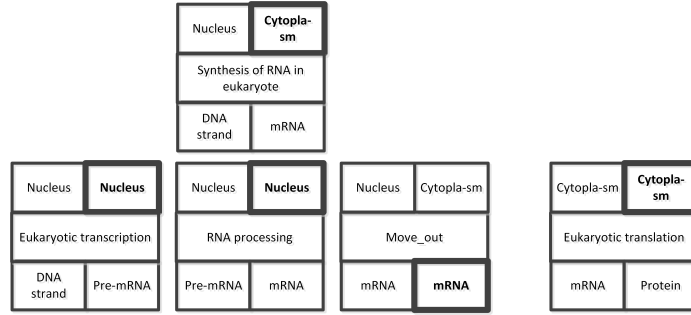 Nucleus
Cytopla-
sm
Synthesis of RNA in
eukaryote
DNA
strand
mRNA
Nucleus
Nucleus
Eukaryotic transcription
DNA
strand
Pre-mRNA
Nucleus
Nucleus
RNA processing
Pre-mRNA
mRNA
Nucleus
Cytopla-sm
Move_out
mRNA
mRNA
Cytopla-sm
Cytopla-
sm
Eukaryotic translation
mRNA
Protein